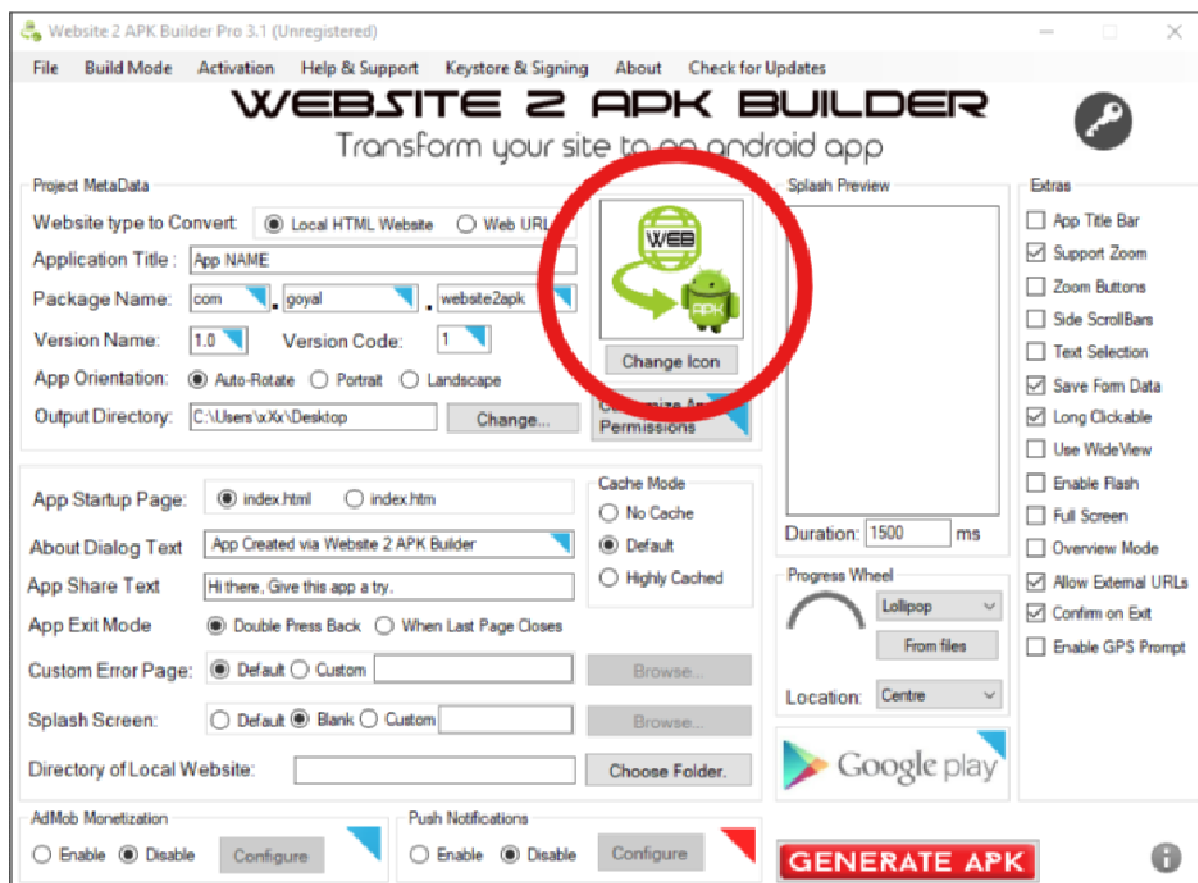 Website 2 APK Builder Pro 3.1 (Unregistered)
File Build Mode Activation Help & Support Keystore & Signing About Check for Updates
WEBSITE 2 APK BUILDER
Transform your site to an android app
Project MetaData
Website type to Convert Local HTML Website Web URL
WEB
APK
Application Title : App NAME
Package Name: com . goyal . website2apk
Version Name: 1.0 Version Code: 1
Change Icon
App Orientation: Auto-Rotate Portrait Landscape
Output Directory: C:\Users\xXx\Desktop Change...
Customize App
Permissions
App Startup Page: index.html index.htm
About Dialog Text App Created via Website 2 APK Builder
App Share Text Hi there, Give this app a try.
App Exit Mode Double Press Back When Last Page Closes
Custom Error Page: Default Custom Browse...
Splash Screen: Default Blank Custom Browse...
Directory of Local Website: Choose Folder.
Cache Mode
No Cache
Default
Highly Cached
AdMob Monetization
Enable Disable Configure
Push Notifications
Enable Disable Configure
Splash Preview
Duration: 1500 ms
Progress Wheel
Lollipop
From files
Location: Centre
Google play
GENERATE APK
Extras
App Title Bar
Support Zoom
Zoom Buttons
Side ScrollBars
Text Selection
Save Form Data
Long Clickable
Use WideView
Enable Flash
Full Screen
Overview Mode
Allow External URLs
Confirm on Exit
Enable GPS Prompt